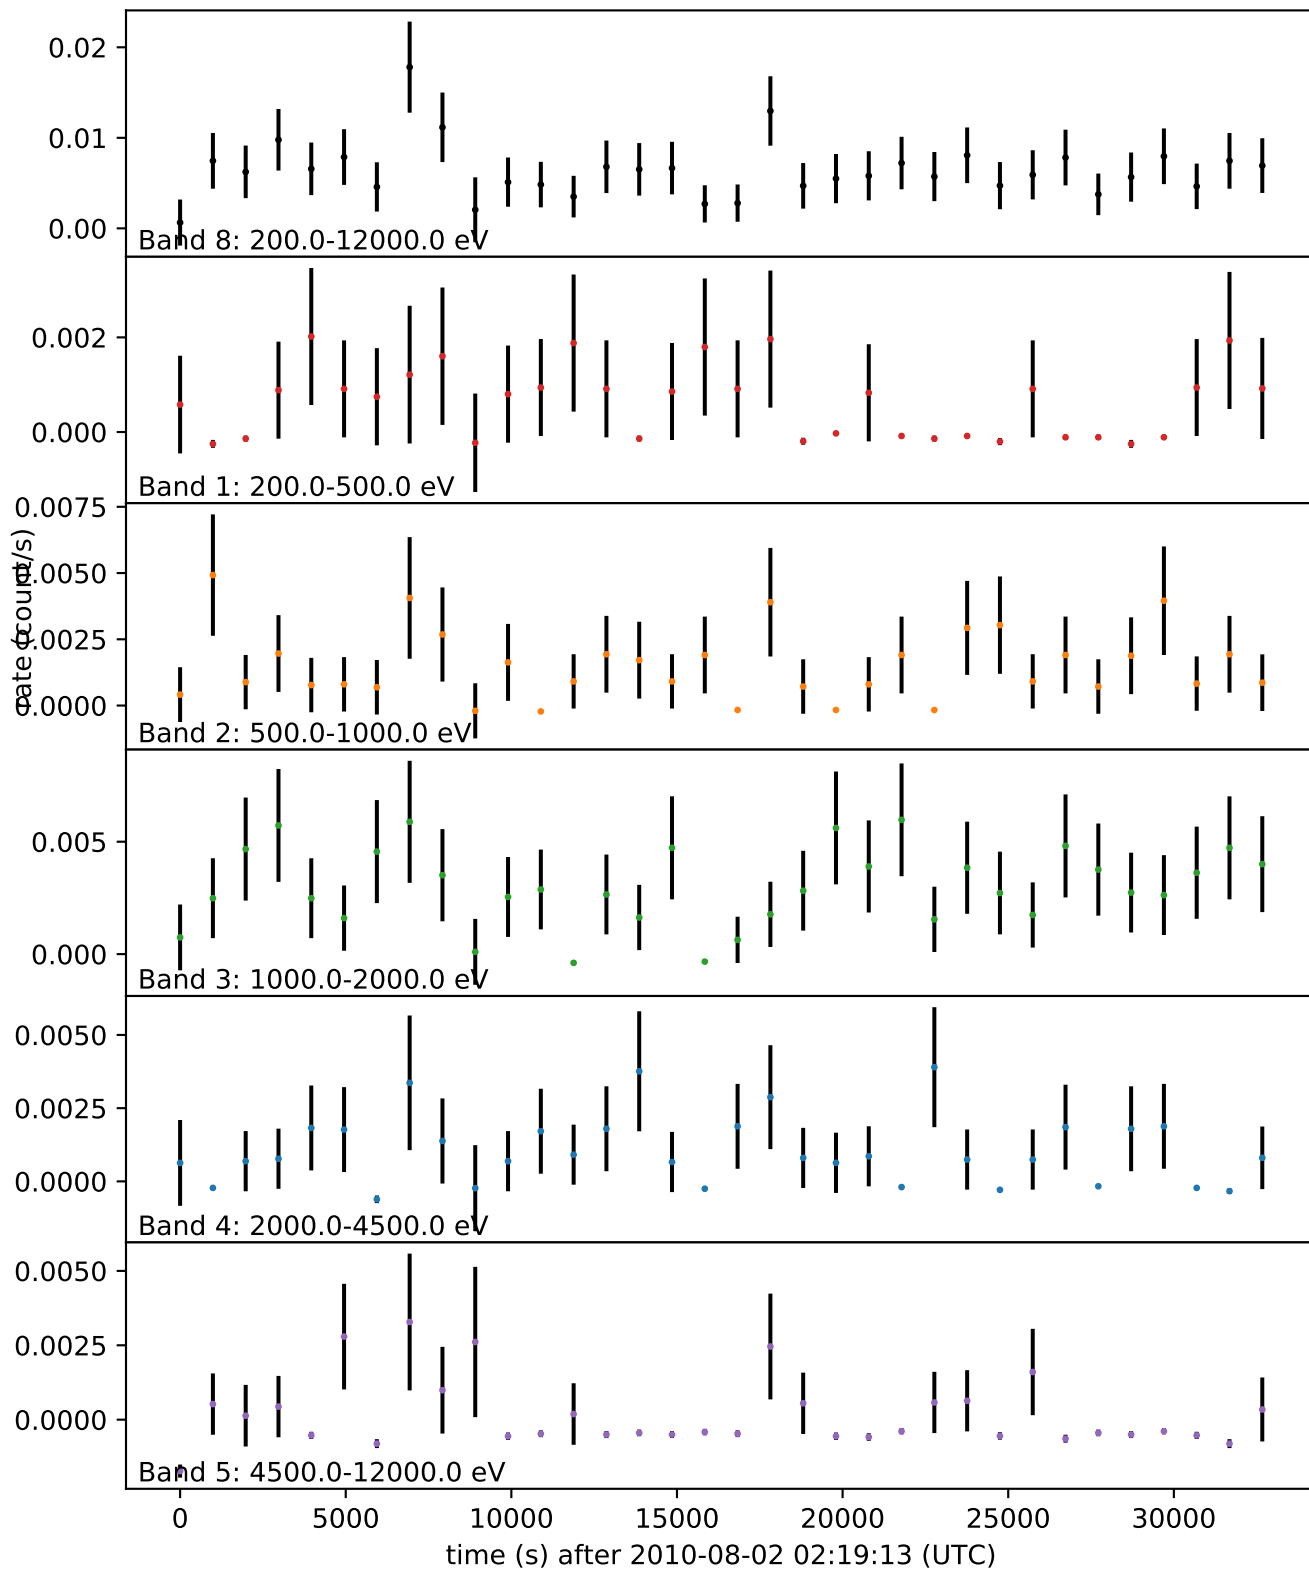 0.02
0.01
0.00
Band 8: 200.0-12000.0 eV
0.002
0.000
Band 1: 200.0-500.0 eV
rate (count/s)
0.0075
0.0050
0.0025
0.0000
Band 2: 500.0-1000.0 eV
0.005
0.000
Band 3: 1000.0-2000.0 eV
0.0050
0.0025
0.0000
Band 4: 2000.0-4500.0 eV
0.0050
0.0025
0.0000
Band 5: 4500.0-12000.0 eV
0 5000 10000 15000 20000 25000 30000
time (s) after 2010-08-02 02:19:13 (UTC)